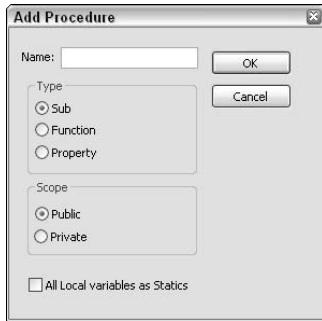 Add Procedure
Name:
OK
Cancel
Type
Sub
Function
Property
Scope
Public
Private
All Local variables as Statics